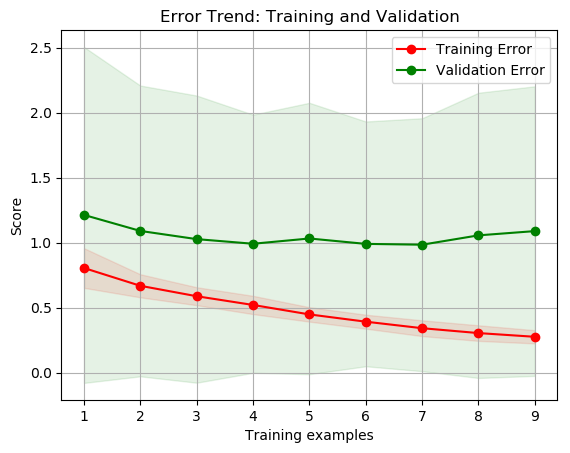 Error Trend: Training and Validation
Training Error
Validation Error
2.5
2.0
1.5
1.0
0.5
0.0
Score
1 2 3 4 5 6 7 8 9
Training examples